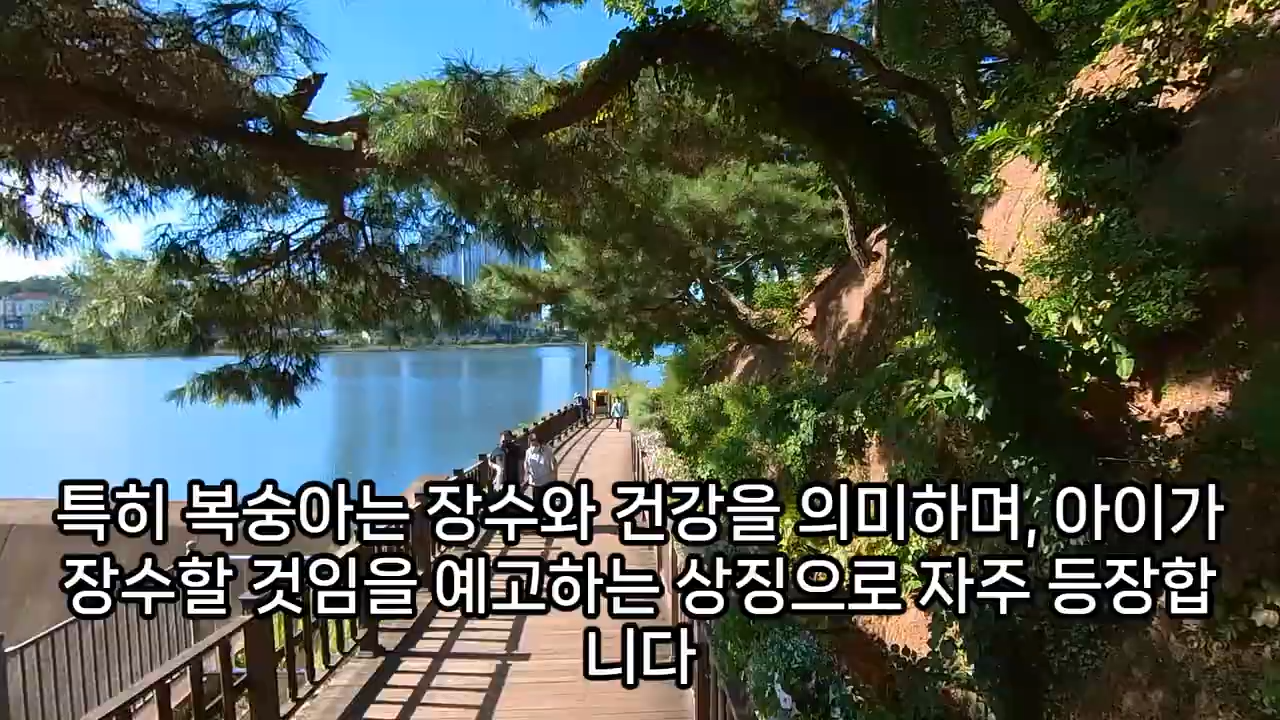 특히 복숭아는 장수와 건강을 의미하며, 아이가
장수할 것임을 예고하는 상징으로 자주 등장합
니다